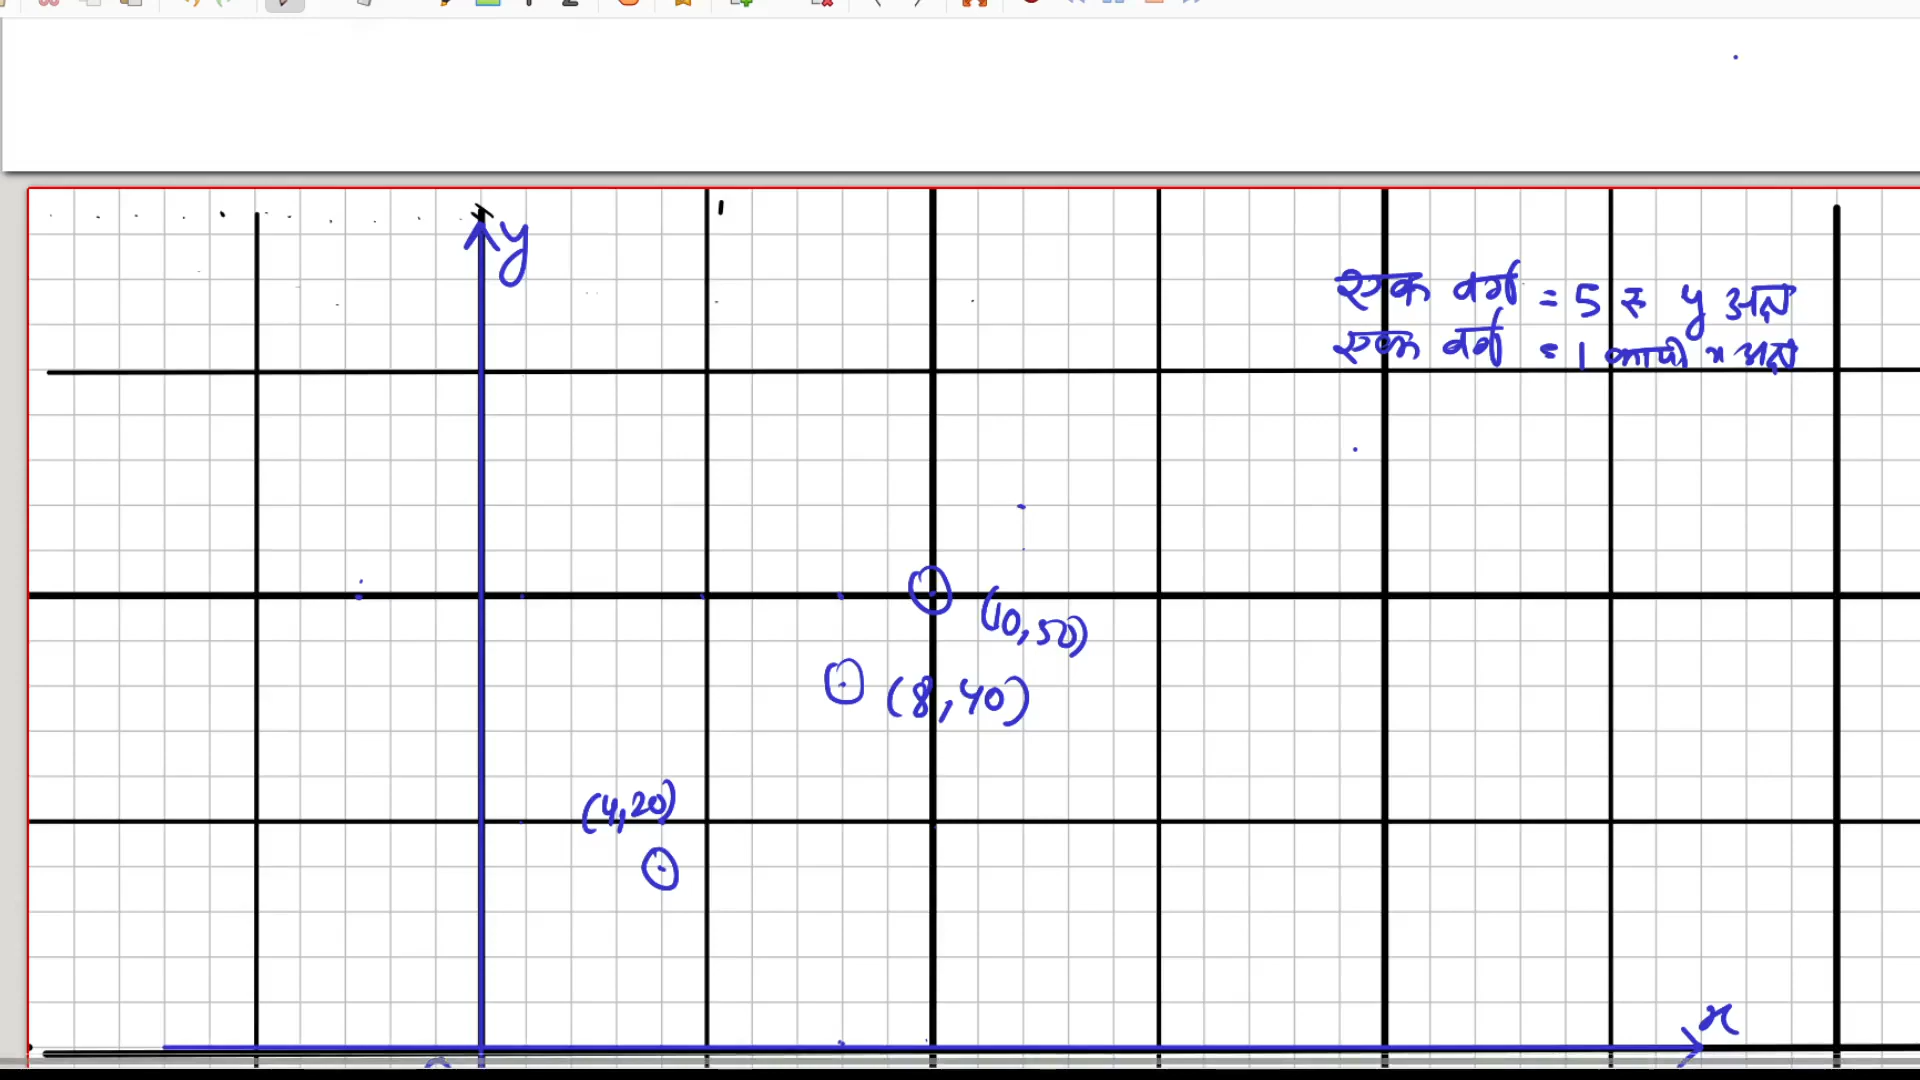 y
एक वर्ग = 5 रु y अक्ष
एक वर्ग = 1 कापी x अक्ष
(10,50)
(8,40)
(4,20)
x